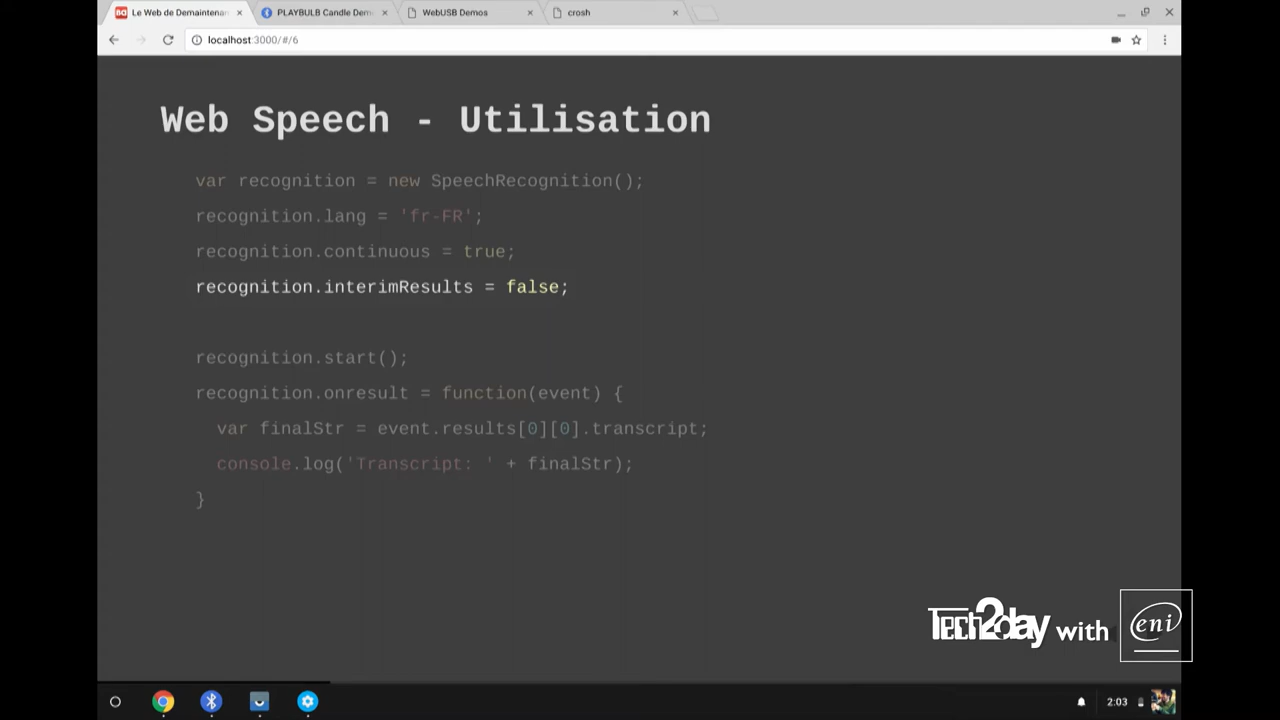 Le Web de Demaintenan
PLAYBULB Candle Dem
WebUSB Demos
crosh
localhost:3000/#/6
Web Speech - Utilisation
var recognition = new SpeechRecognition();
recognition.lang = 'fr-FR';
recognition.continuous = true;
recognition.interimResults = false;
recognition.start();
recognition.onresult = function(event) {
var finalStr = event.results[0][0].transcript;
console.log('Transcript: ' + finalStr);
}
Tech2day with eni
2:03